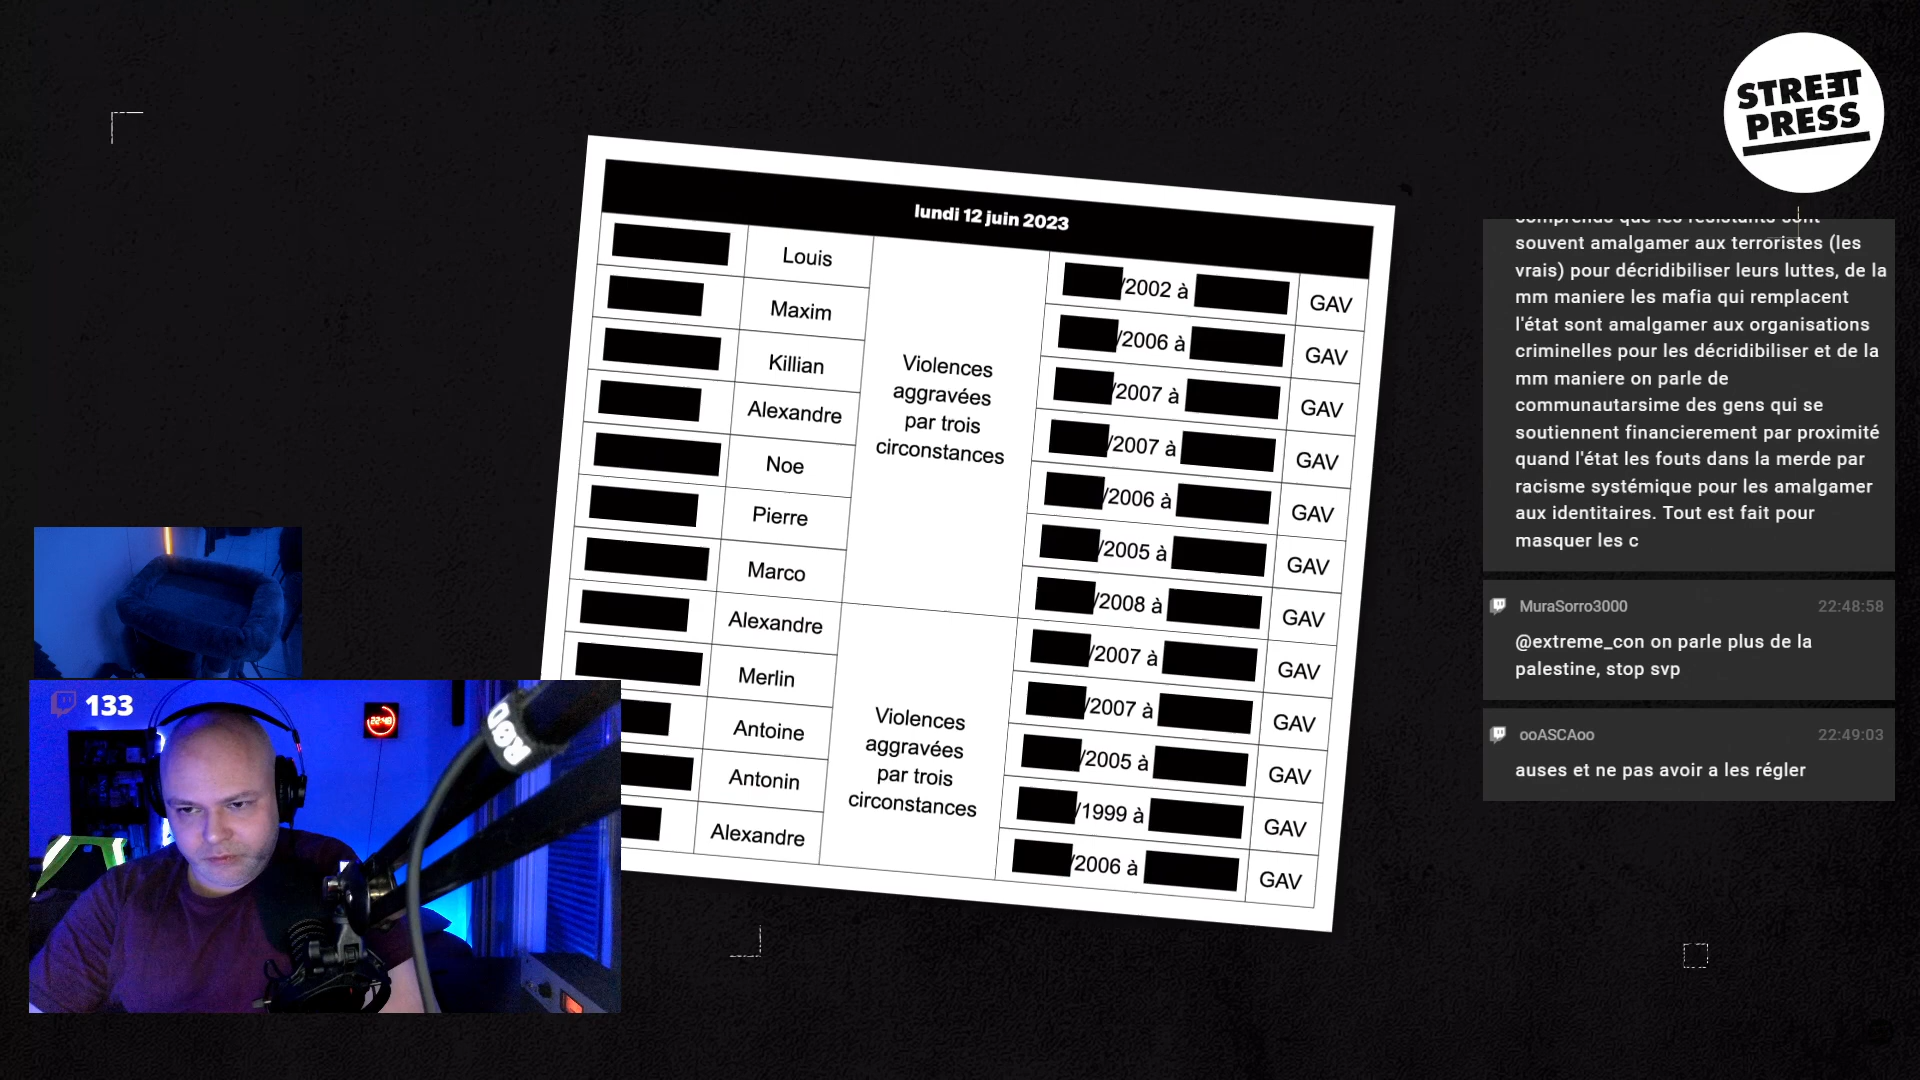 STREET
PRESS
lundi 12 juin 2023
Louis
/2002 à
GAV
Maxim
/2006 à
GAV
Killian
/2007 à
GAV
Alexandre
/2007 à
GAV
Noe
/2006 à
GAV
Pierre
/2005 à
GAV
Marco
/2008 à
GAV
Violences
aggravées
par trois
circonstances
Alexandre
/2007 à
GAV
Merlin
/2007 à
GAV
Antoine
/2005 à
GAV
Antonin
/1999 à
GAV
Alexandre
/2006 à
GAV
Violences
aggravées
par trois
circonstances
comprends que les résistants sont
souvent amalgamer aux terroristes (les
vrais) pour décridibiliser leurs luttes, de la
mm maniere les mafia qui remplacent
l'état sont amalgamer aux organisations
criminelles pour les décridibiliser et de la
mm maniere on parle de
communautarsime des gens qui se
soutiennent financierement par proximité
quand l'état les fouts dans la merde par
racisme systémique pour les amalgamer
aux identitaires. Tout est fait pour
masquer les c
MuraSorro3000 22:48:58
@extreme_con on parle plus de la
palestine, stop svp
ooASCAoo 22:49:03
auses et ne pas avoir a les régler
133
22:48